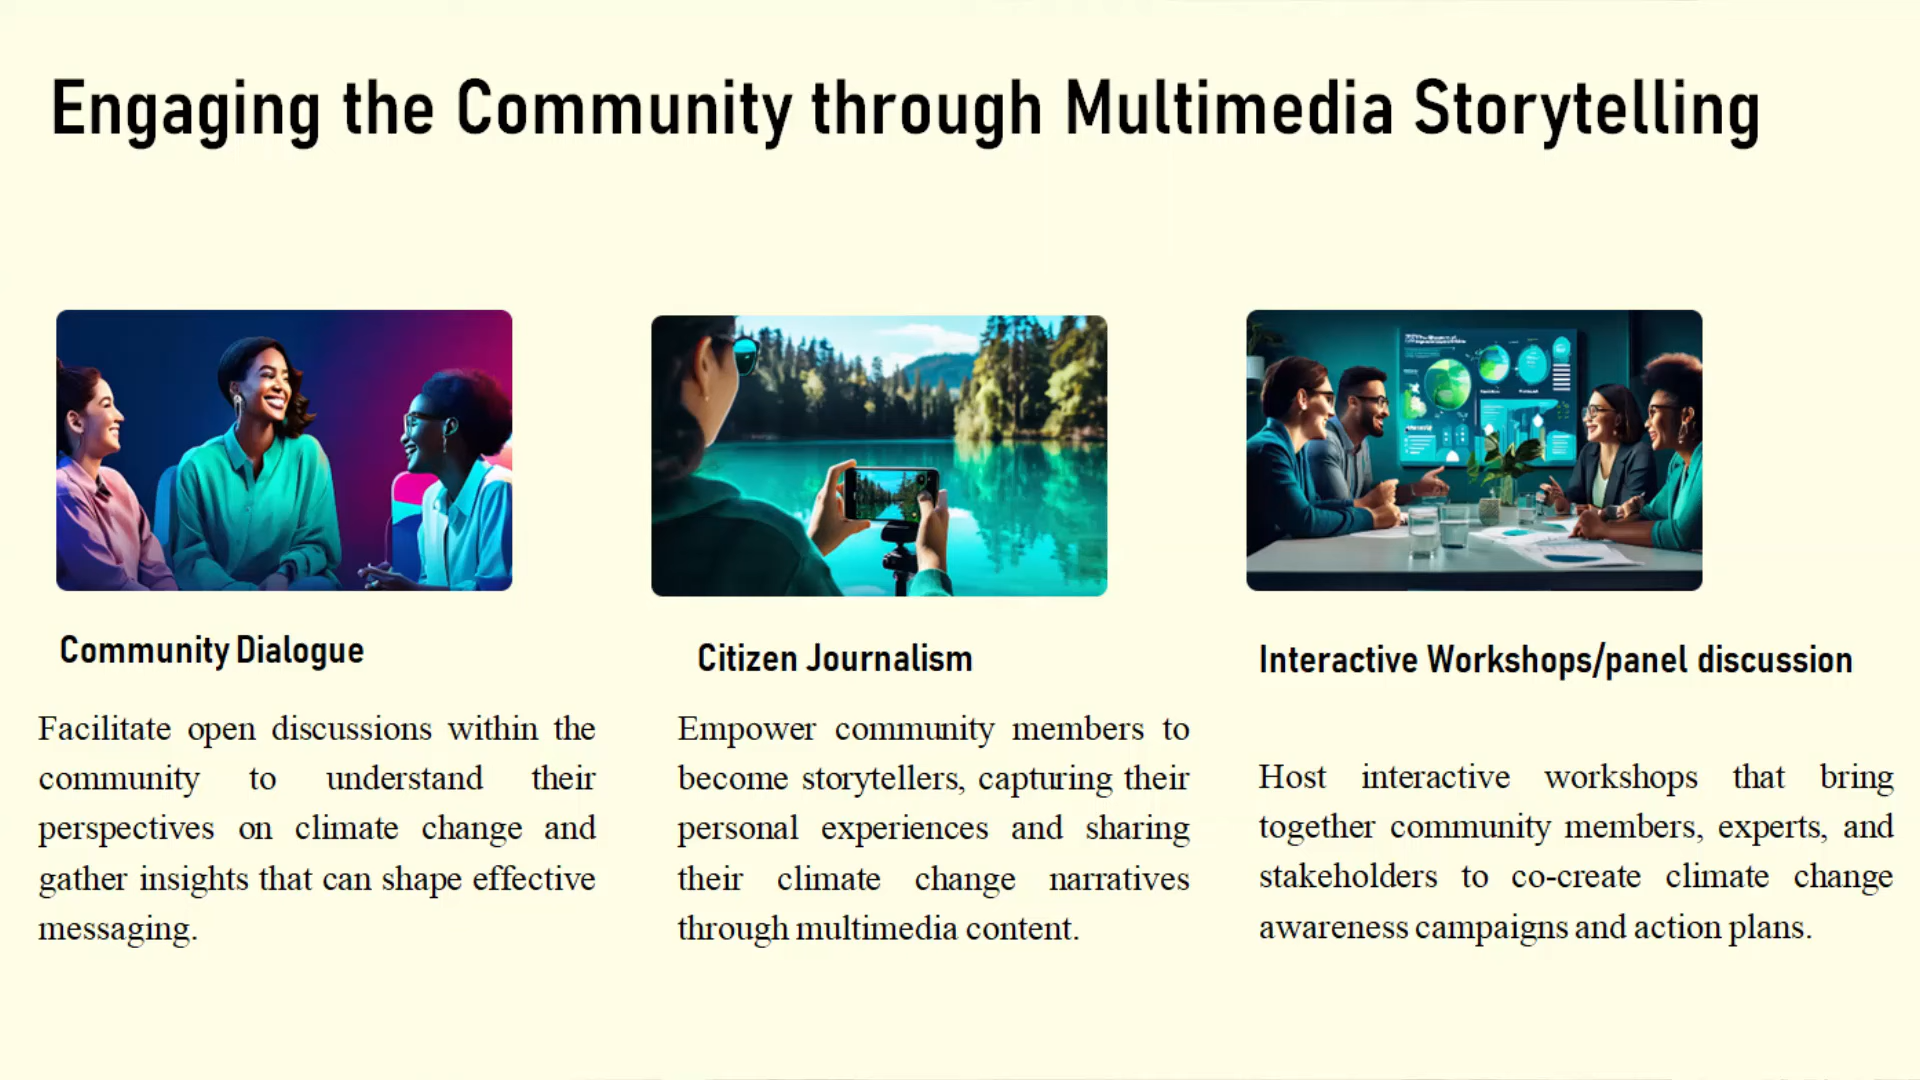 Engaging the Community through Multimedia Storytelling
Community Dialogue
Facilitate open discussions within the
community to understand their
perspectives on climate change and
gather insights that can shape effective
messaging.
Citizen Journalism
Empower community members to
become storytellers, capturing their
personal experiences and sharing
their climate change narratives
through multimedia content.
Interactive Workshops/panel discussion
Host interactive workshops that bring
together community members, experts, and
stakeholders to co-create climate change
awareness campaigns and action plans.